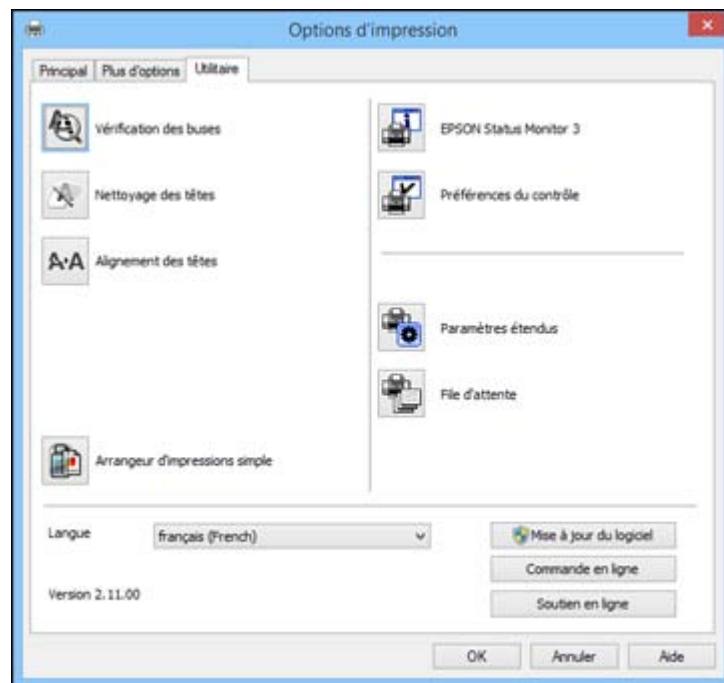 Options d'impression
Principal
Plus d'options
Utilitaire
Vérification des buses
Nettoyage des têtes
Alignement des têtes
Arrangeur d'impressions simple
EPSON Status Monitor 3
Préférences du contrôle
Paramètres étendus
File d'attente
Langue
français (French)
Version 2.11.00
Mise à jour du logiciel
Commande en ligne
Soutien en ligne
OK
Annuler
Aide